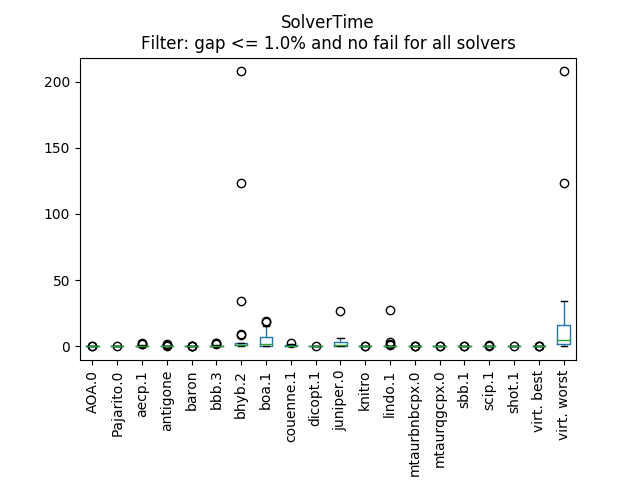 SolverTime
Filter: gap <= 1.0% and no fail for all solvers
200
150
100
50
0
AOA.0
Pajarito.0
aecp.1
antigone
baron
bbb.3
bhyb.2
boa.1
couenne.1
dicopt.1
juniper.0
knitro
lindo.1
mtaurbnbcpx.0
mtaurqgcpx.0
sbb.1
scip.1
shot.1
virt. best
virt. worst